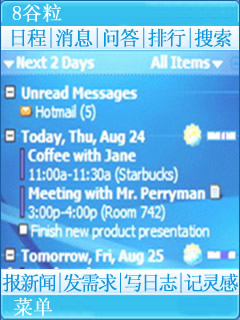 8谷粒
日程|消息|问答|排行|搜索
Next 2 Days All Items
Unread Messages
Hotmail (5)
Today, Thu, Aug 24
Coffee with Jane
11:00a-11:30a (Starbucks)
Meeting with Mr. Perryman
3:00p-4:00p (Room 742)
Finish new product presentation
Tomorrow, Fri, Aug 25
报新闻|发需求|写日志|记灵感
菜单